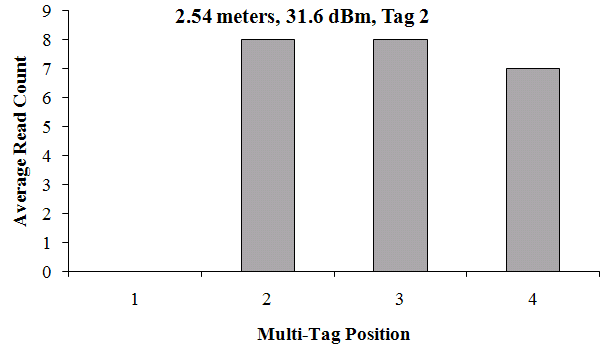 2.54 meters, 31.6 dBm, Tag 2
Average Read Count
9
8
7
6
5
4
3
2
1
0
1 2 3 4
Multi-Tag Position